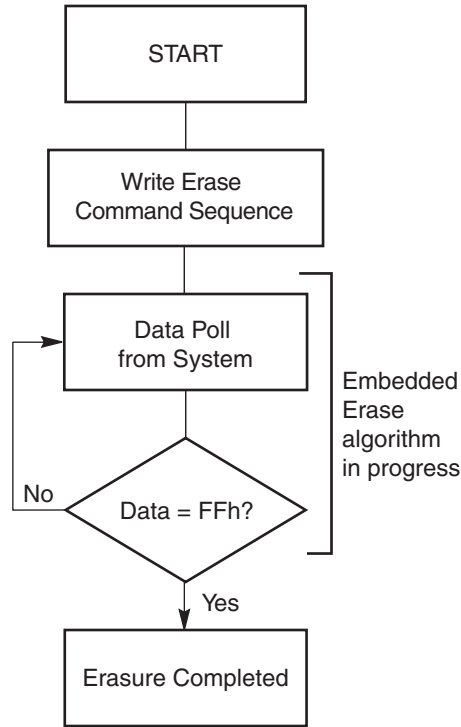 START
Write Erase
Command Sequence
Data Poll
from System
Embedded
Erase
algorithm
in progress
No
Data = FFh?
Yes
Erasure Completed